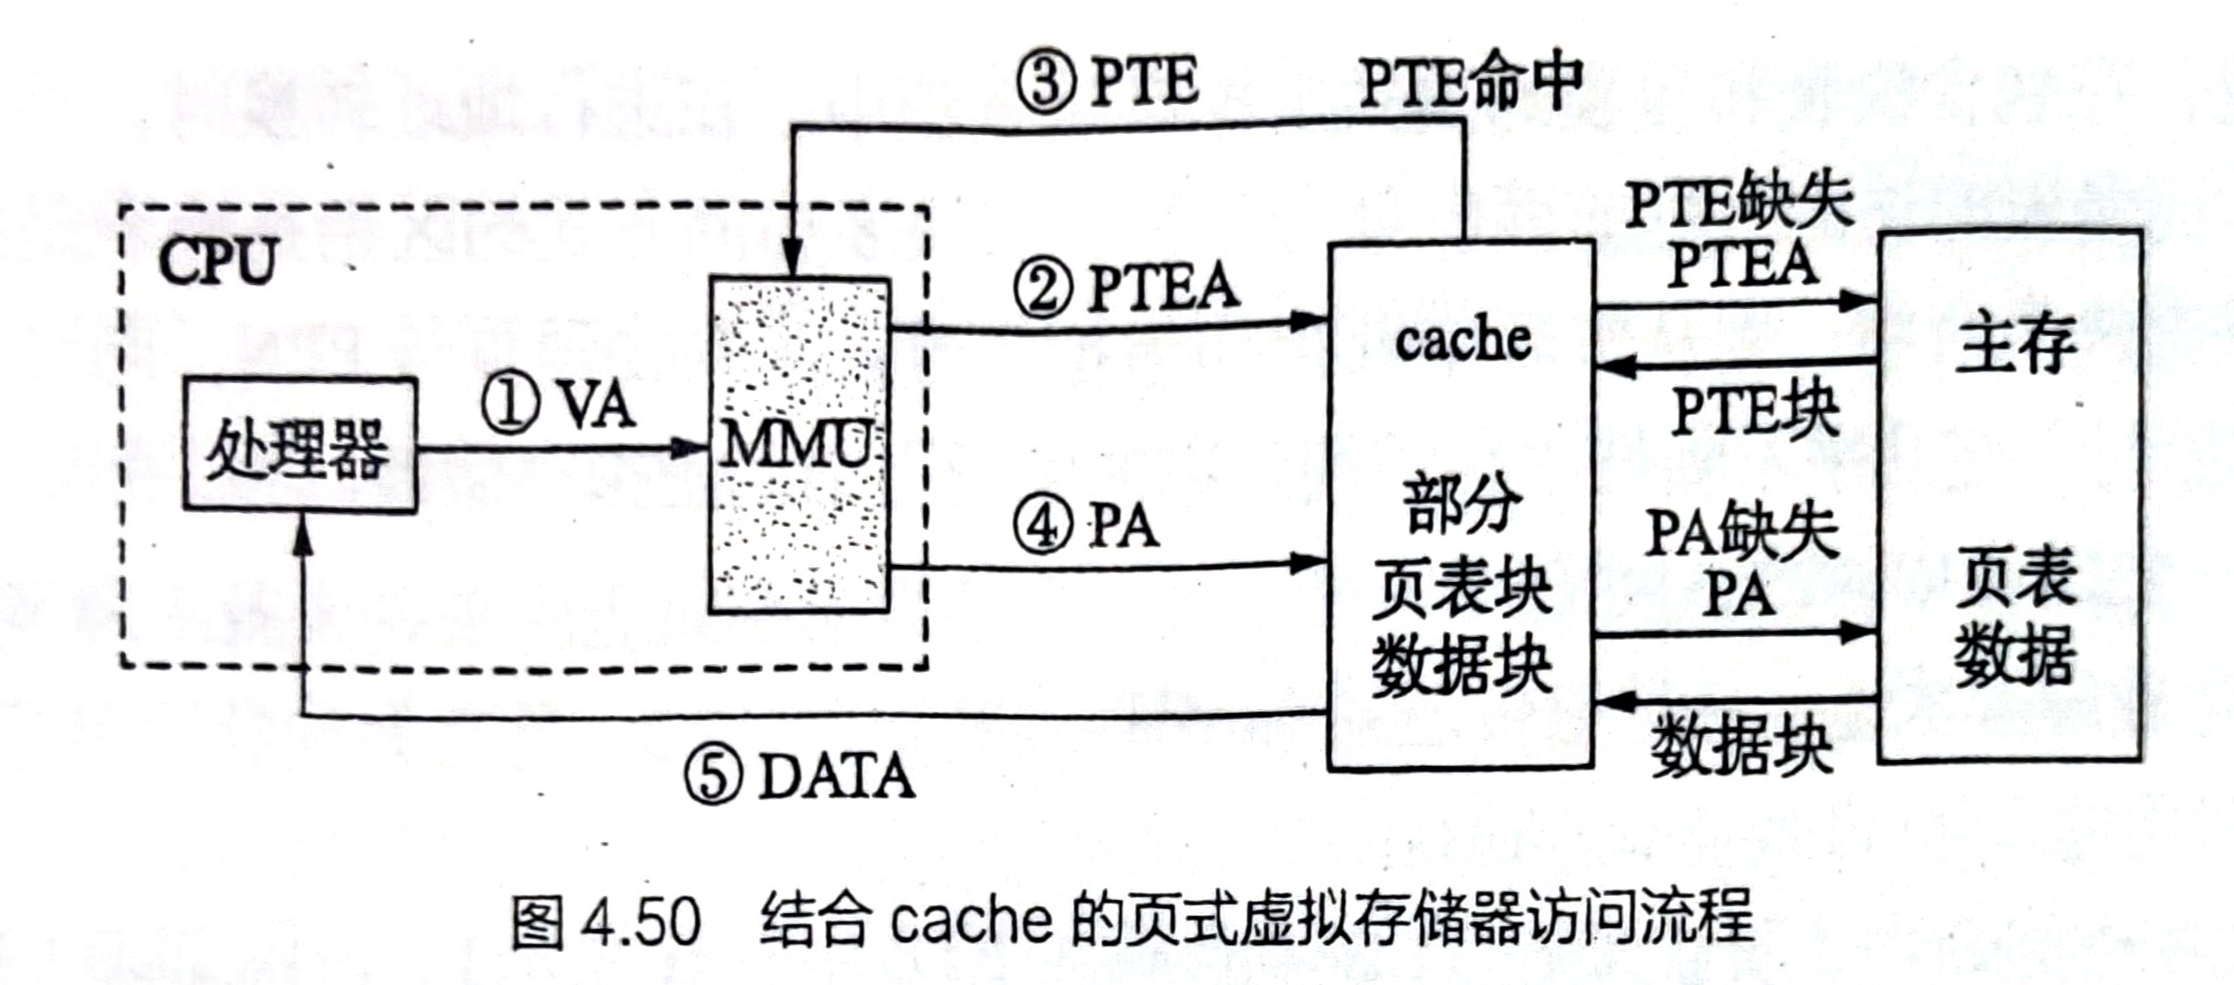 ③ PTE
PTE命中
PTE缺失
PTEA
CPU
② PTEA
cache
主存
① VA
MMU
处理器
PTE块
④ PA
部分
页表块
数据块
PA缺失
PA
页表
数据
数据块
⑤ DATA
图 4.50 结合 cache 的页式虚拟存储器访问流程